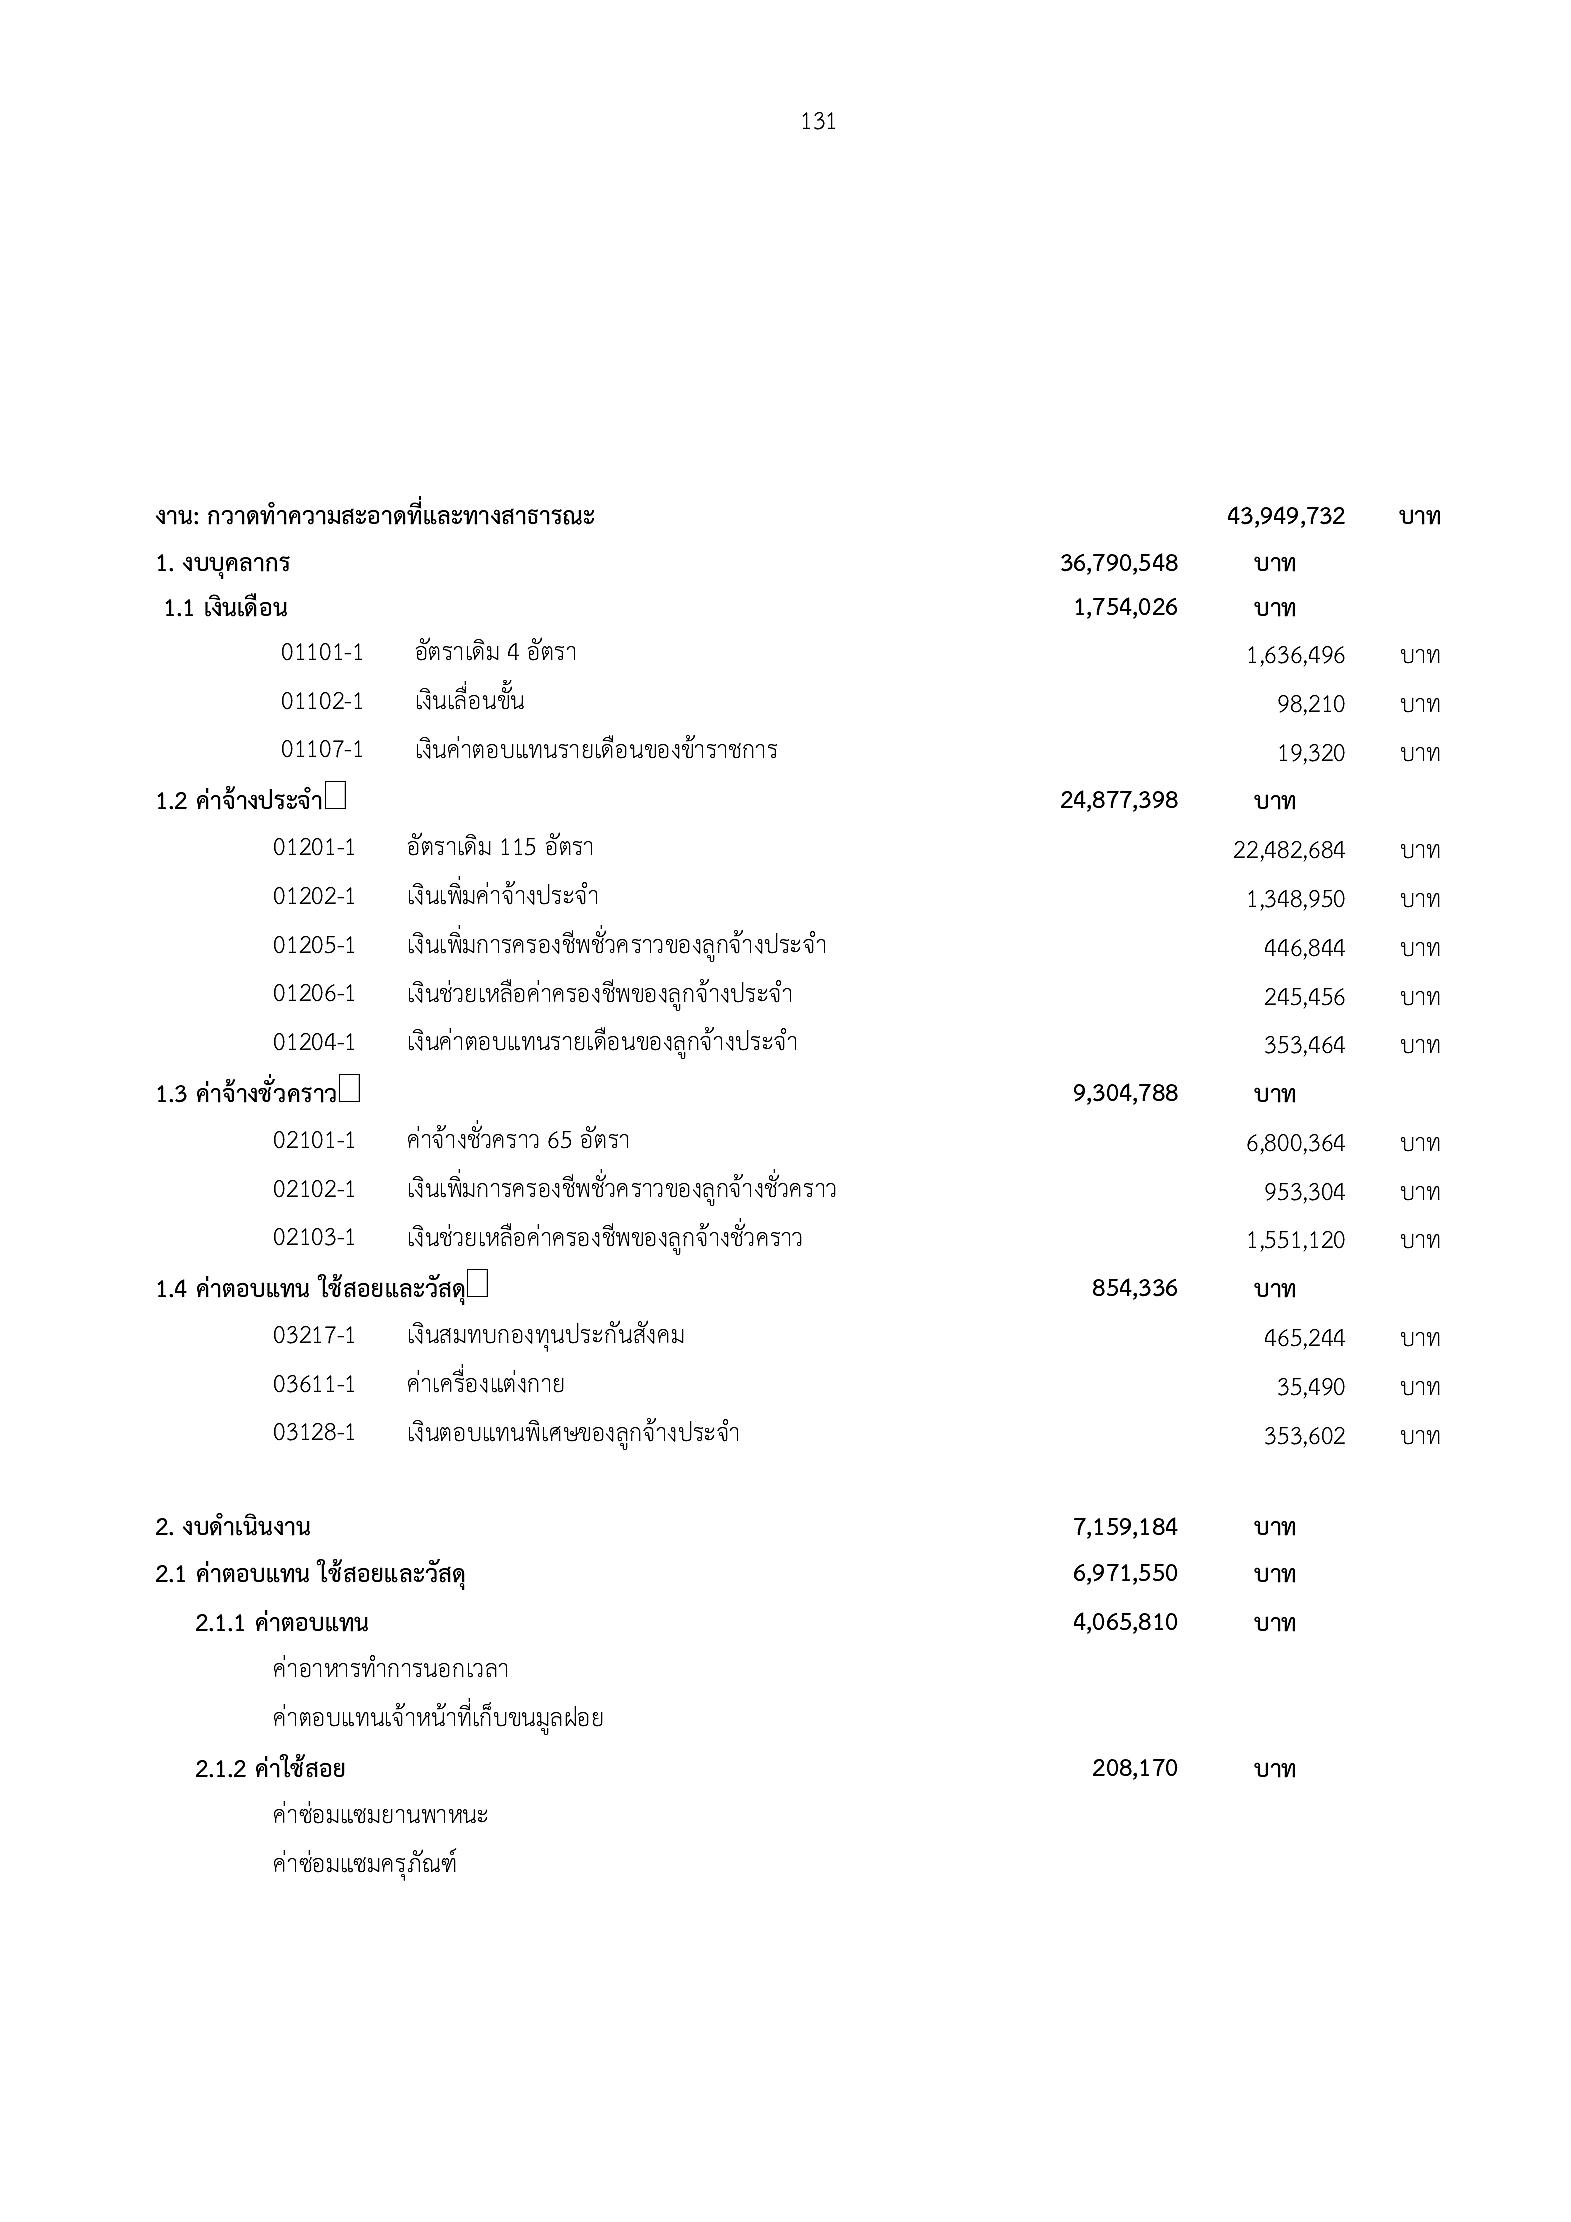 131
งาน: กวาดทำความสะอาดที่และทางสาธารณะ 43,949,732 บาท
1. งบบุคลากร 36,790,548 บาท
1.1 เงินเดือน 1,754,026 บาท
01101-1 อัตราเดิม 4 อัตรา 1,636,496 บาท
01102-1 เงินเลื่อนขั้น 98,210 บาท
01107-1 เงินค่าตอบแทนรายเดือนของข้าราชการ 19,320 บาท
1.2 ค่าจ้างประจำ 24,877,398 บาท
01201-1 อัตราเดิม 115 อัตรา 22,482,684 บาท
01202-1 เงินเพิ่มค่าจ้างประจำ 1,348,950 บาท
01205-1 เงินเพิ่มการครองชีพชั่วคราวของลูกจ้างประจำ 446,844 บาท
01206-1 เงินช่วยเหลือค่าครองชีพของลูกจ้างประจำ 245,456 บาท
01204-1 เงินค่าตอบแทนรายเดือนของลูกจ้างประจำ 353,464 บาท
1.3 ค่าจ้างชั่วคราว 9,304,788 บาท
02101-1 ค่าจ้างชั่วคราว 65 อัตรา 6,800,364 บาท
02102-1 เงินเพิ่มการครองชีพชั่วคราวของลูกจ้างชั่วคราว 953,304 บาท
02103-1 เงินช่วยเหลือค่าครองชีพของลูกจ้างชั่วคราว 1,551,120 บาท
1.4 ค่าตอบแทน ใช้สอยและวัสดุ 854,336 บาท
03217-1 เงินสมทบกองทุนประกันสังคม 465,244 บาท
03611-1 ค่าเครื่องแต่งกาย 35,490 บาท
03128-1 เงินตอบแทนพิเศษของลูกจ้างประจำ 353,602 บาท
2. งบดำเนินงาน 7,159,184 บาท
2.1 ค่าตอบแทน ใช้สอยและวัสดุ 6,971,550 บาท
2.1.1 ค่าตอบแทน 4,065,810 บาท
ค่าอาหารทำการนอกเวลา
ค่าตอบแทนเจ้าหน้าที่เก็บขนมูลฝอย
2.1.2 ค่าใช้สอย 208,170 บาท
ค่าซ่อมแซมยานพาหนะ
ค่าซ่อมแซมครุภัณฑ์